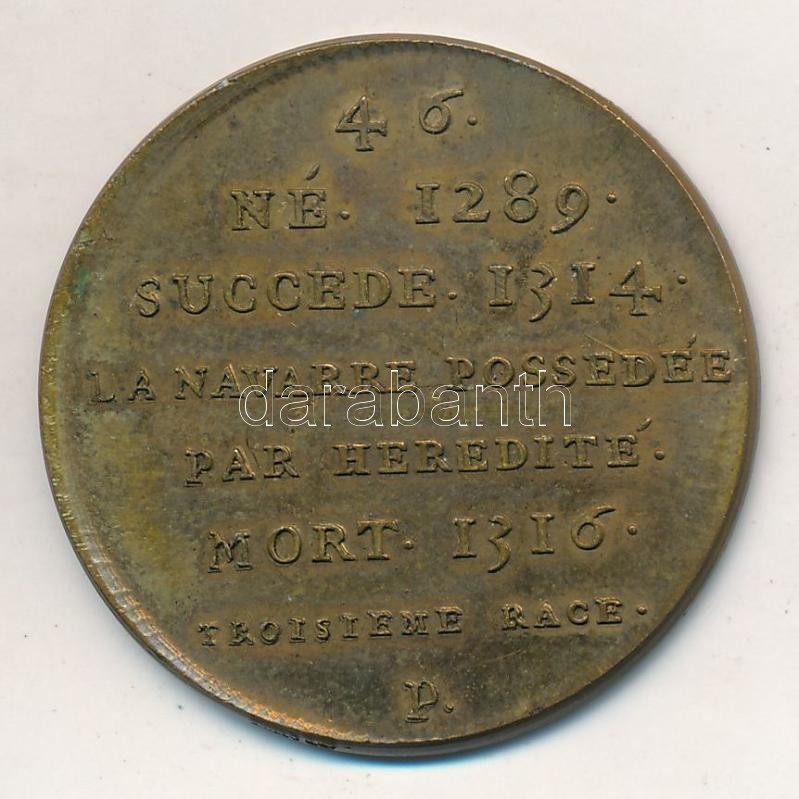 46.
NÉ. 1289.
SUCCEDE. 1314.
LA NAVARRE POSSEDÉE
darabanth
PAR HEREDITÉ.
MORT. 1316.
TROISIEME RACE.
P.